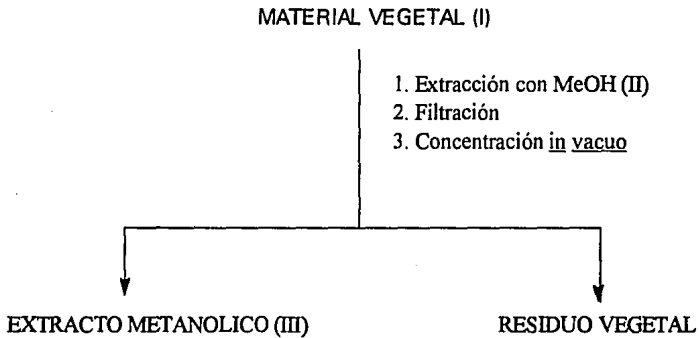 MATERIAL VEGETAL (I)
1. Extracción con MeOH (II)
2. Filtración
3. Concentración in vacuo
EXTRACTO METANOLICO (III)
RESIDUO VEGETAL